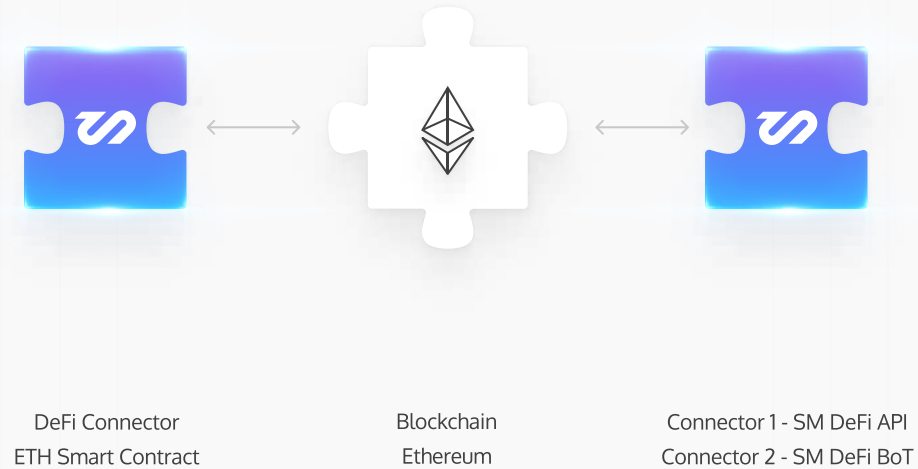 DeFi Connector
ETH Smart Contract
Blockchain
Ethereum
Connector 1 - SM DeFi API
Connector 2 - SM DeFi BoT